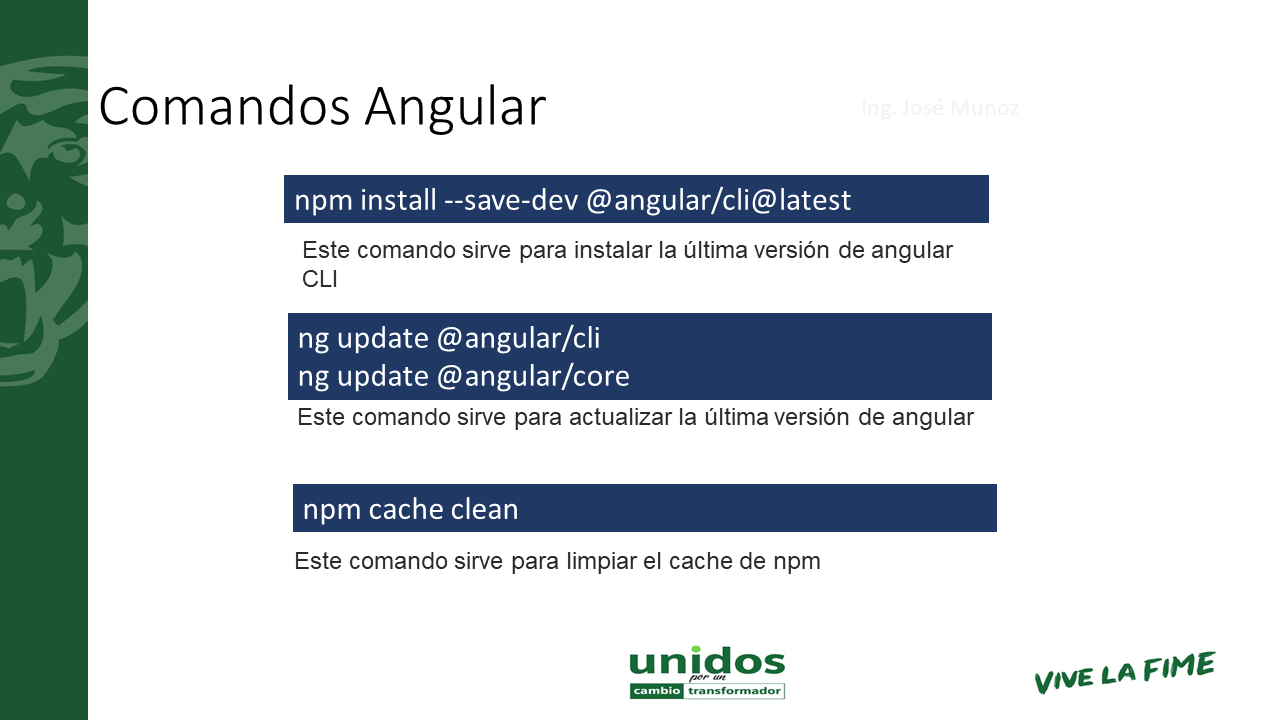 Comandos Angular
Ing. José Munoz
npm install --save-dev @angular/cli@latest
Este comando sirve para instalar la última versión de angular
CLI
ng update @angular/cli
ng update @angular/core
Este comando sirve para actualizar la última versión de angular
npm cache clean
Este comando sirve para limpiar el cache de npm
unidos
por un
cambio transformador
VIVE LA FIME